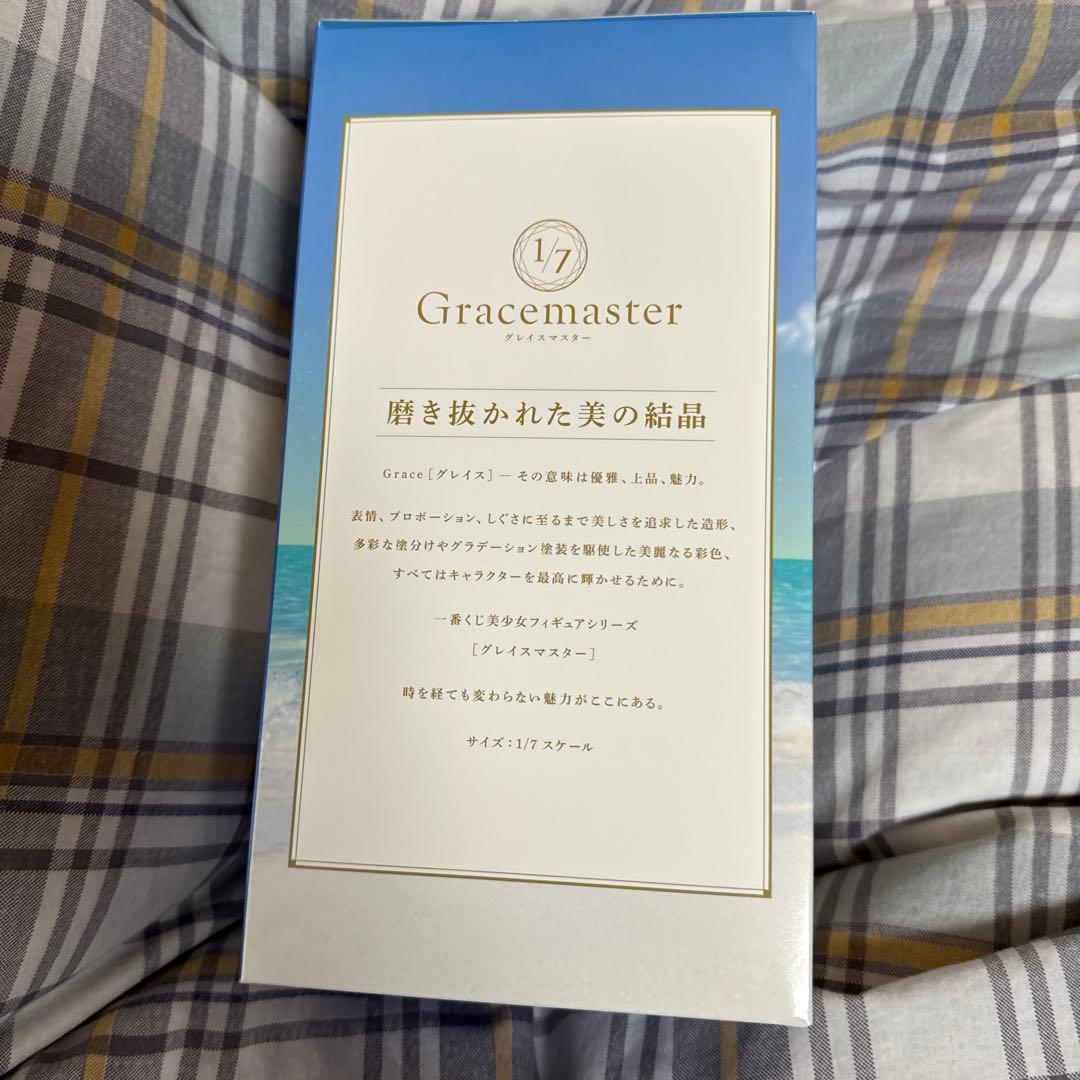 1/7
Gracemaster
グレイスマスター
磨き抜かれた美の結晶
Grace［グレイス］― その意味は優雅、上品、魅力。
表情、プロポーション、しぐさに至るまで美しさを追求した造形、
多彩な塗分けやグラデーション塗装を駆使した美麗なる彩色、
すべてはキャラクターを最高に輝かせるために。
一番くじ美少女フィギュアシリーズ
［グレイスマスター］
時を経ても変わらない魅力がここにある。
サイズ：1/7 スケール